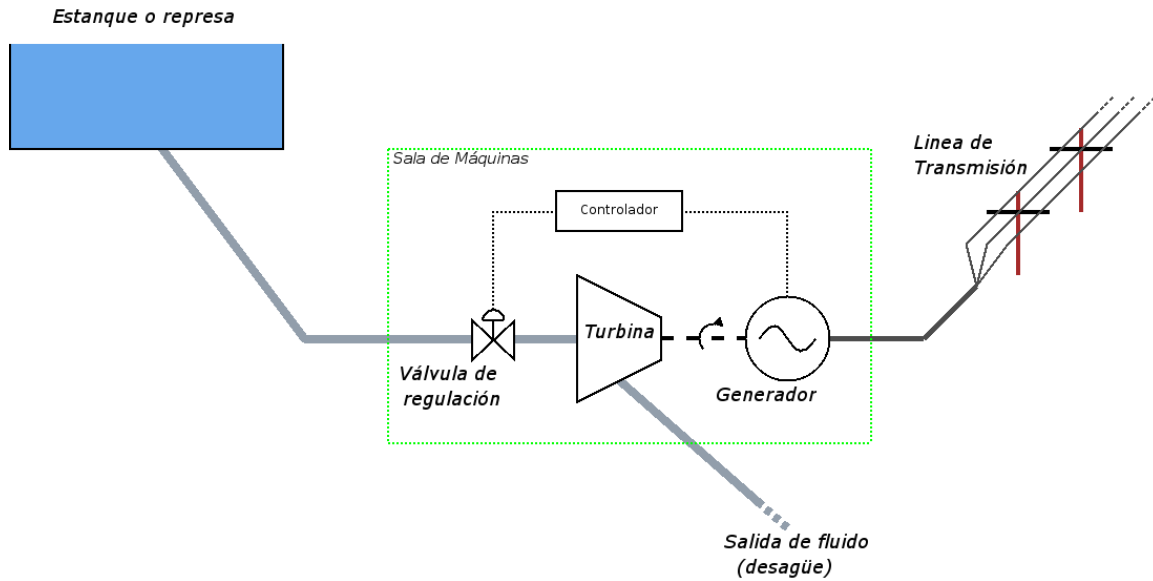 Estanque o represa
Linea de
Transmisión
Sala de Máquinas
Controlador
Turbina
Válvula de
regulación
Generador
Salida de fluido
(desagüe)